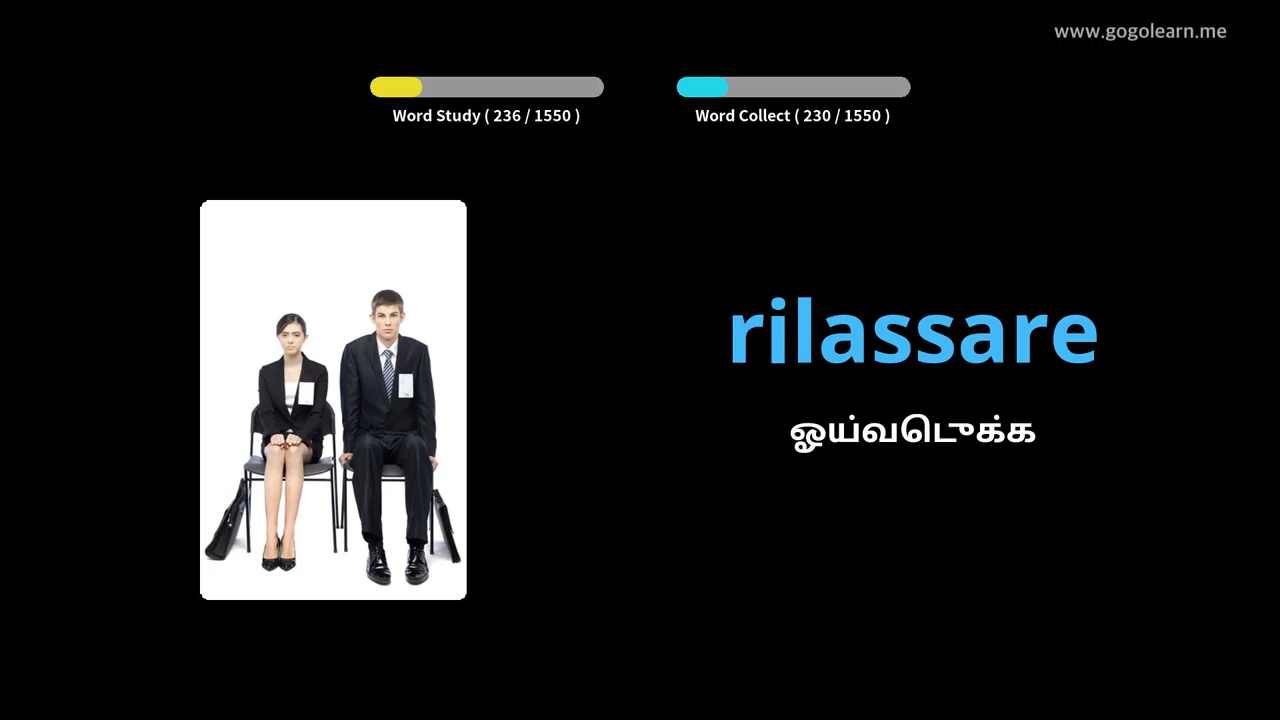 www.gogolearn.me
Word Study ( 236 / 1550 )
Word Collect ( 230 / 1550 )
rilassare
ஓய்வெடுக்க